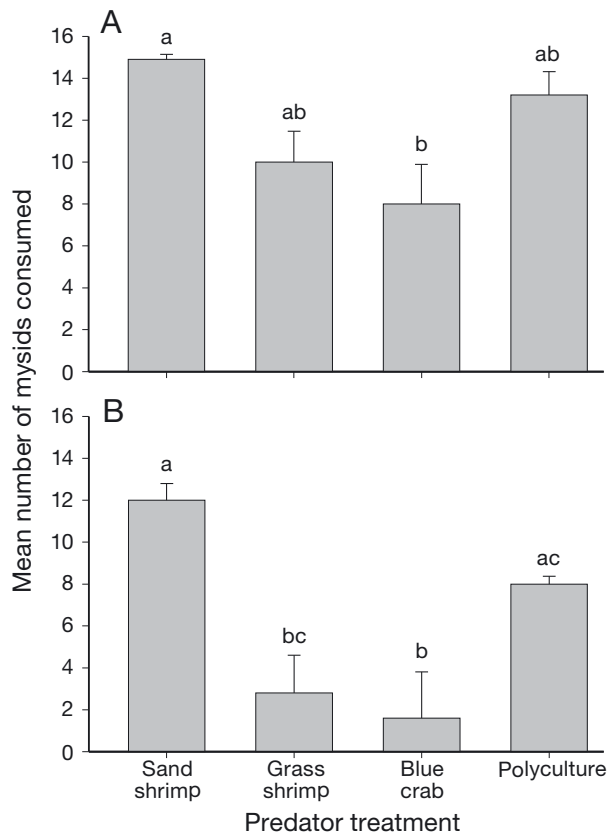 A
16
14
12
10
8
6
4
2
0
a
ab
b
ab
B
16
14
12
10
8
6
4
2
0
a
bc
b
ac
Mean number of mysids consumed
Sand
shrimp
Grass
shrimp
Blue
crab
Polyculture
Predator treatment